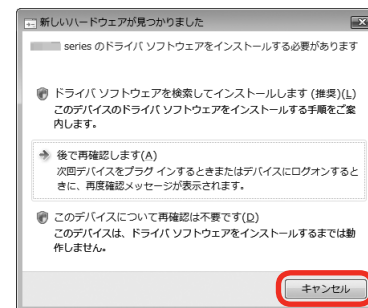 新しいハードウェアが見つかりました
series のドライバ ソフトウェアをインストールする必要があります
ドライバ ソフトウェアを検索してインストールします (推奨)(L)
このデバイスのドライバ ソフトウェアをインストールする手順をご案
内します。
後で再確認します(A)
次回デバイスをプラグ インするときまたはデバイスにログオンすると
きに、再度確認メッセージが表示されます。
このデバイスについて再確認は不要です(D)
このデバイスは、ドライバ ソフトウェアをインストールするまでは動
作しません。
キャンセル